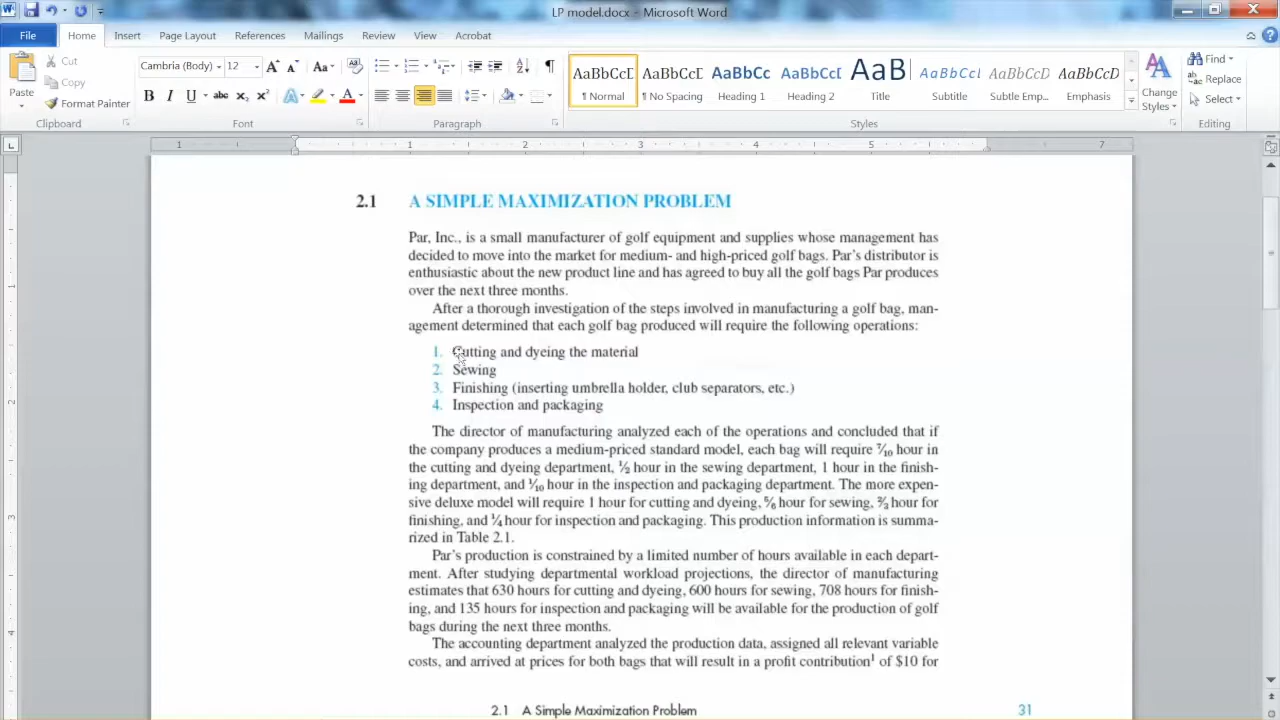 LP model.docx - Microsoft Word
File Home Insert Page Layout References Mailings Review View Acrobat
Paste Cut Copy Format Painter
Cambria (Body) 12
AaBbCcD ¶ Normal
AaBbCcD ¶ No Spacing
AaBbCc Heading 1
AaBbCcD Heading 2
AaB Title
AaBbCcL Subtitle
AaBbCcD Subtle Emp...
AaBbCcD Emphasis
Change Styles
Find Replace Select
Clipboard Font Paragraph Styles Editing
1 1 2 3 4 5 6 7
2.1 A SIMPLE MAXIMIZATION PROBLEM
Par, Inc., is a small manufacturer of golf equipment and supplies whose management has
decided to move into the market for medium- and high-priced golf bags. Par's distributor is
enthusiastic about the new product line and has agreed to buy all the golf bags Par produces
over the next three months.
After a thorough investigation of the steps involved in manufacturing a golf bag, man-
agement determined that each golf bag produced will require the following operations:
1. Cutting and dyeing the material
2. Sewing
3. Finishing (inserting umbrella holder, club separators, etc.)
4. Inspection and packaging
The director of manufacturing analyzed each of the operations and concluded that if
the company produces a medium-priced standard model, each bag will require 7/10 hour in
the cutting and dyeing department, 1/2 hour in the sewing department, 1 hour in the finish-
ing department, and 1/10 hour in the inspection and packaging department. The more expen-
sive deluxe model will require 1 hour for cutting and dyeing, 5/6 hour for sewing, 2/3 hour for
finishing, and 1/4 hour for inspection and packaging. This production information is summa-
rized in Table 2.1.
Par's production is constrained by a limited number of hours available in each depart-
ment. After studying departmental workload projections, the director of manufacturing
estimates that 630 hours for cutting and dyeing, 600 hours for sewing, 708 hours for finish-
ing, and 135 hours for inspection and packaging will be available for the production of golf
bags during the next three months.
The accounting department analyzed the production data, assigned all relevant variable
costs, and arrived at prices for both bags that will result in a profit contribution¹ of $10 for
2.1 A Simple Maximization Problem 31